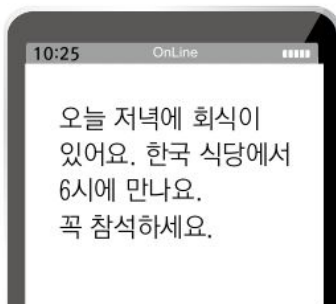 10:25 OnLine
오늘 저녁에 회식이
있어요. 한국 식당에서
6시에 만나요.
꼭 참석하세요.